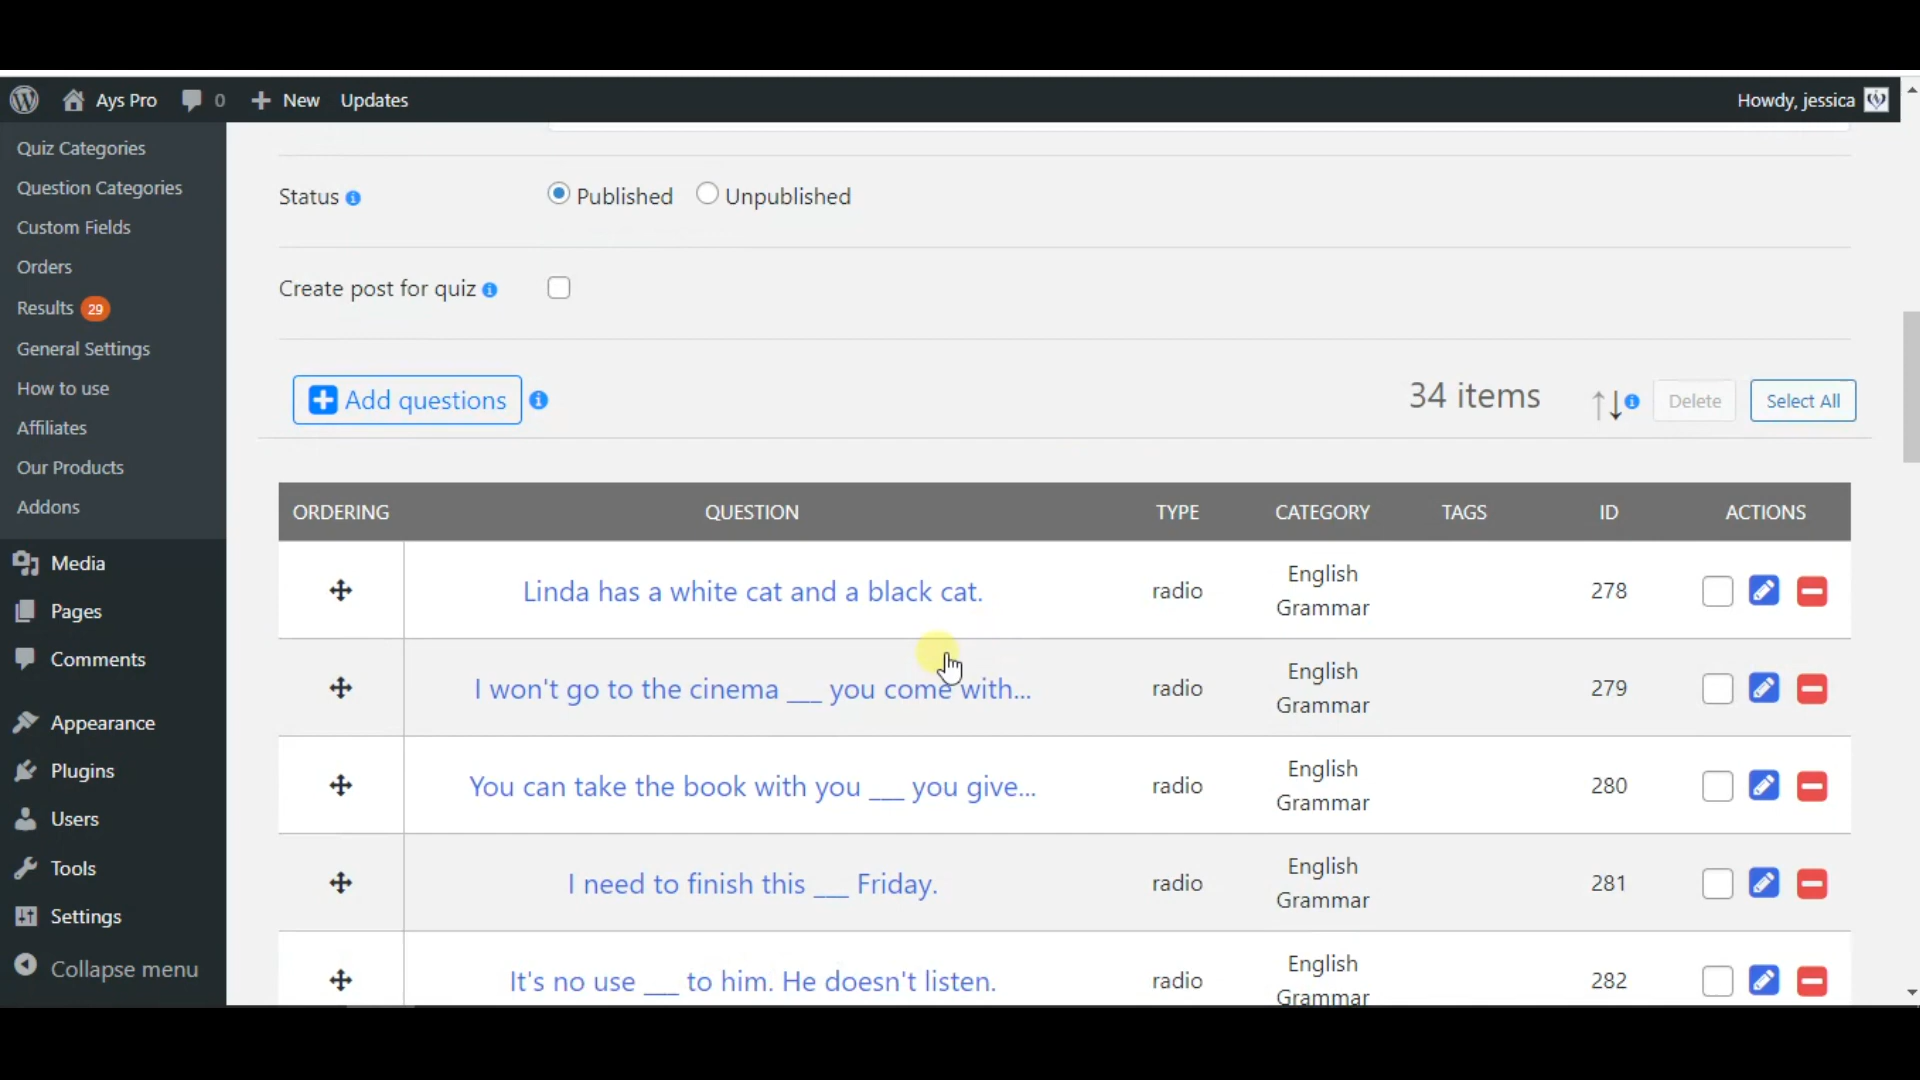 Ays Pro 0 New Updates Howdy, jessica
Quiz Categories
Question Categories
Custom Fields
Orders
Results 29
General Settings
How to use
Affiliates
Our Products
Addons
Media
Pages
Comments
Appearance
Plugins
Users
Tools
Settings
Collapse menu
Status Published Unpublished
Create post for quiz
Add questions 34 items Delete Select All
ORDERING QUESTION TYPE CATEGORY TAGS ID ACTIONS
Linda has a white cat and a black cat. radio English Grammar 278
I won't go to the cinema ___ you come with... radio English Grammar 279
You can take the book with you ___ you give... radio English Grammar 280
I need to finish this ___ Friday. radio English Grammar 281
It's no use ___ to him. He doesn't listen. radio English Grammar 282